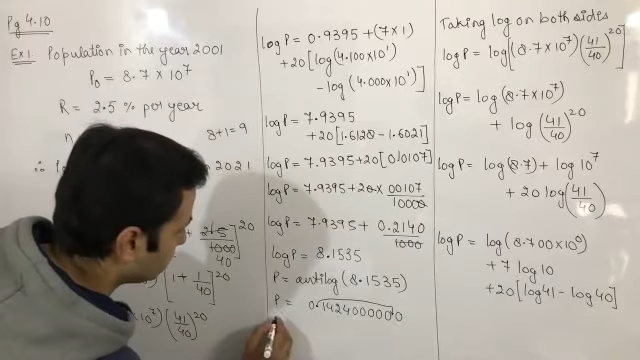 Pg 4.10
Ex 1 Population in the year 2001
P₀ = 8.7 × 10⁷
R = 2.5 % per year
n
8+1=9
∴ P
2021
+ 2.5/1000]²⁰
40
[1 + 1/40]²⁰
× 10⁷) (41/40)²⁰
log P = 0.9395 + (7 × 1)
+ 20 [log (4.100×10¹)
- log (4.000×10¹)]
log P = 7.9395
+ 20 [1.6128 - 1.6021]
log P = 7.9395 + 20 [0.0107]
log P = 7.9395 + 20 × 00107/10000
log P = 7.9395 + 0.2140/1000
log P = 8.1535
P = antilog (8.1535)
P = 0.14240000000
Taking log on both sides
log P = log [(8.7×10⁷) (41/40)²⁰]
log P = log (8.7×10⁷)
+ log (41/40)²⁰
log P = log (8.7) + log 10⁷
+ 20 log (41/40)
log P = log (8.700×10⁰)
+ 7 log 10
+ 20 [log 41 - log 40]